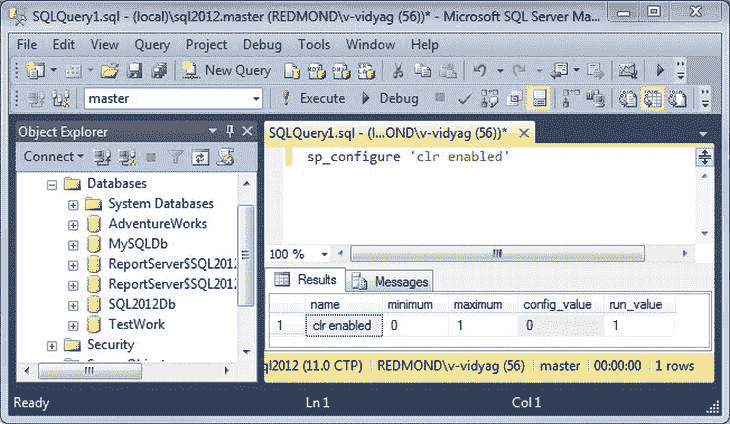 SQLQuery1.sql - (local)\sql2012.master (REDMOND\v-vidyag (56))* - Microsoft SQL Server Ma...
File Edit View Query Project Debug Tools Window Help
New Query
master Execute Debug
Object Explorer
Connect
Databases
System Databases
AdventureWorks
MySQLDb
ReportServer$SQL2012
ReportServer$SQL2012
SQL2012Db
TestWork
Security
SQLQuery1.sql - (l...OND\v-vidyag (56))*
sp_configure 'clr enabled'
100 %
Results Messages
name minimum maximum config_value run_value
1 clr enabled 0 1 0 1
ql2012 (11.0 CTP) REDMOND\v-vidyag (56) master 00:00:00 1 rows
Ready Ln 1 Col 1